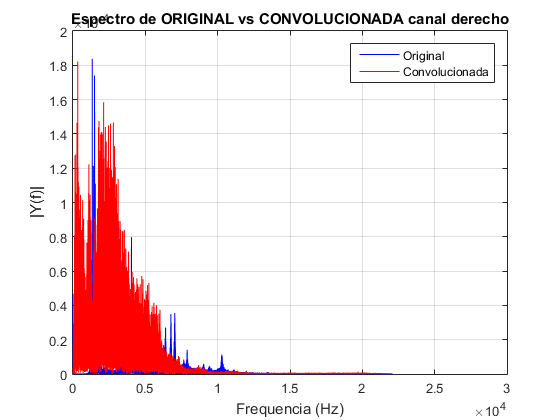 Espectro de ORIGINAL vs CONVOLUCIONADA canal derecho
2
1.8
1.6
1.4
1.2
1
0.8
0.6
0.4
0.2
0
|Y(f)|
Original
Convolucionada
0 0.5 1 1.5 2 2.5 3
Frequencia (Hz)
×10^4